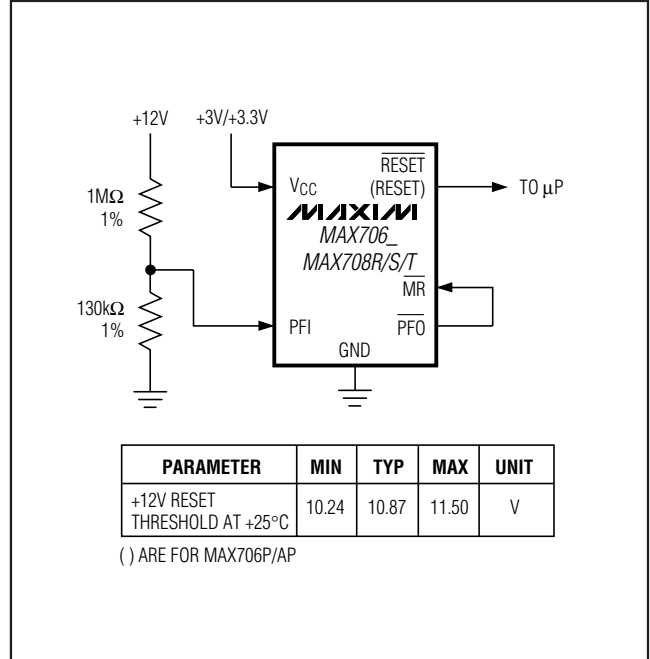 +12V
+3V/+3.3V
1MΩ
1%
130kΩ
1%
VCC
RESET
(RESET)
MAXIM
MAX706_
MAX708R/S/T
MR
PFI
PFO
GND
TO μP
PARAMETER MIN TYP MAX UNIT
+12V RESET
THRESHOLD AT +25°C 10.24 10.87 11.50 V
( ) ARE FOR MAX706P/AP